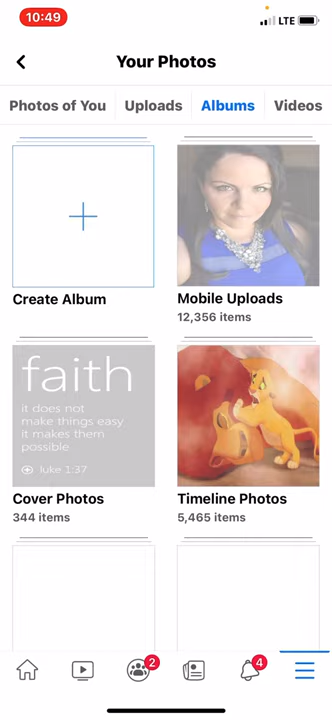 10:49
LTE
Your Photos
Photos of You
Uploads
Albums
Videos
Create Album
Mobile Uploads
12,356 items
faith
it does not
make things easy
it makes them
possible
luke 1:37
Cover Photos
344 items
Timeline Photos
5,465 items
2
4